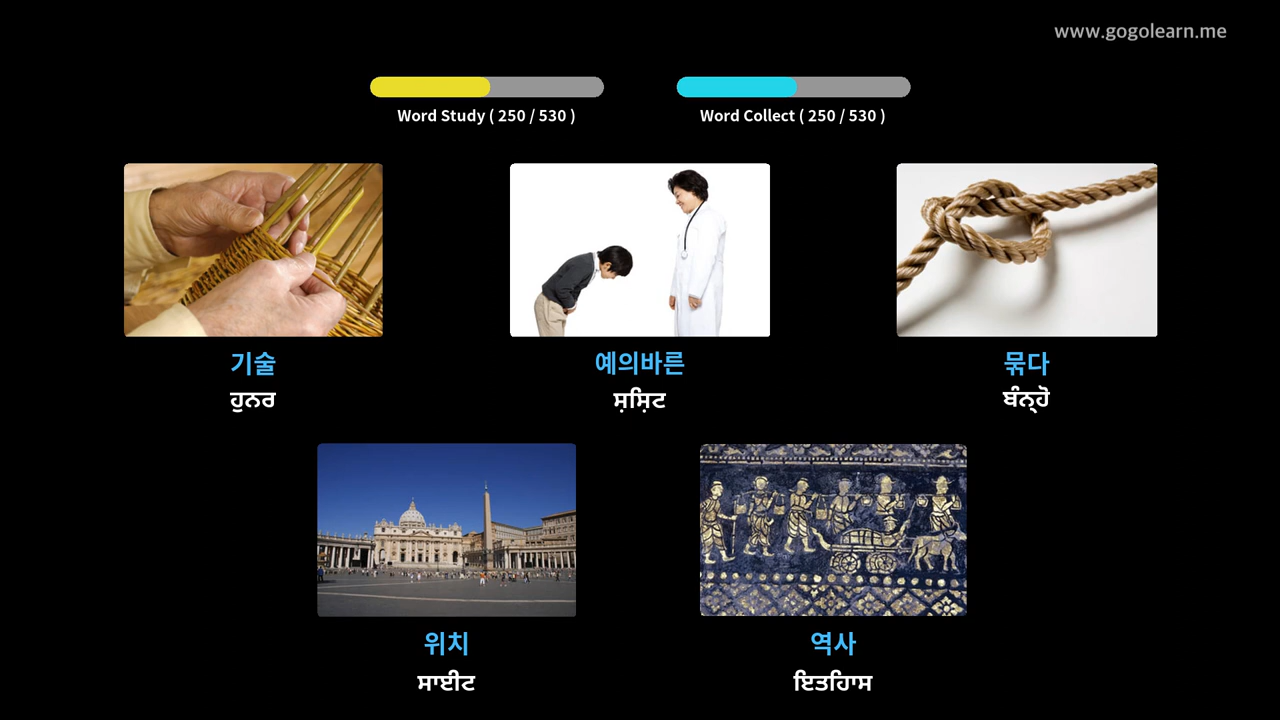 www.gogolearn.me
Word Study ( 250 / 530 )
Word Collect ( 250 / 530 )
기술
ਹੁਨਰ
예의바른
ਸ਼ਸ਼ਿਟ
묶다
ਬੰਨ੍ਹੋ
위치
ਸਾਈਟ
역사
ਇਤਿਹਾਸ